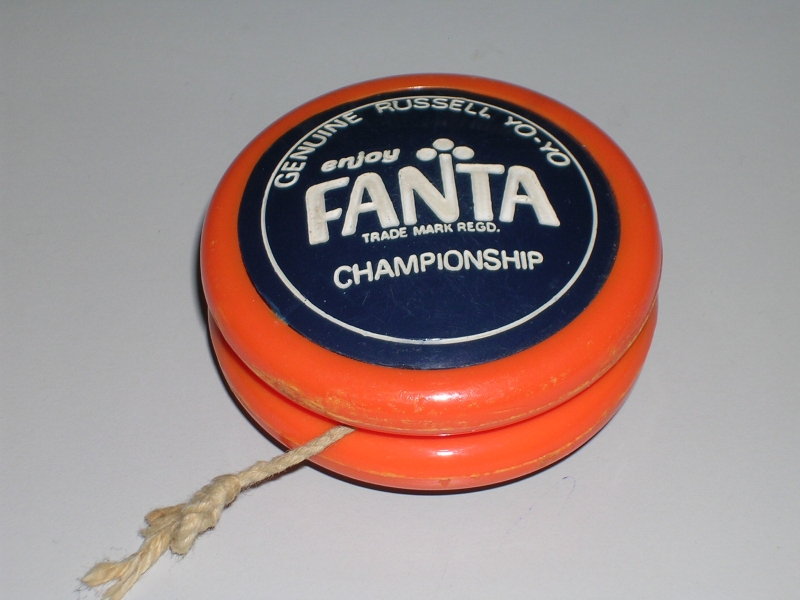 GENUINE RUSSELL YO-YO
enjoy
FANTA
TRADE MARK REGD.
CHAMPIONSHIP